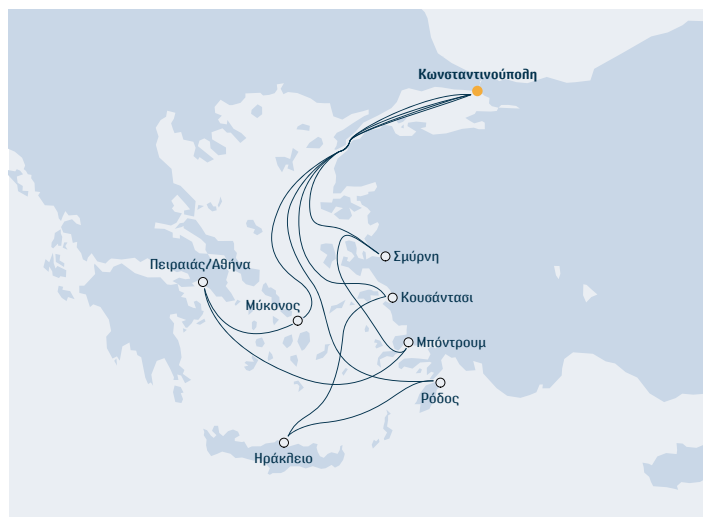 Κωνσταντινούπολη
Σμύρνη
Πειραιάς/Αθήνα
Κουσάντασι
Μύκονος
Μπόντρουμ
Ρόδος
Ηράκλειο